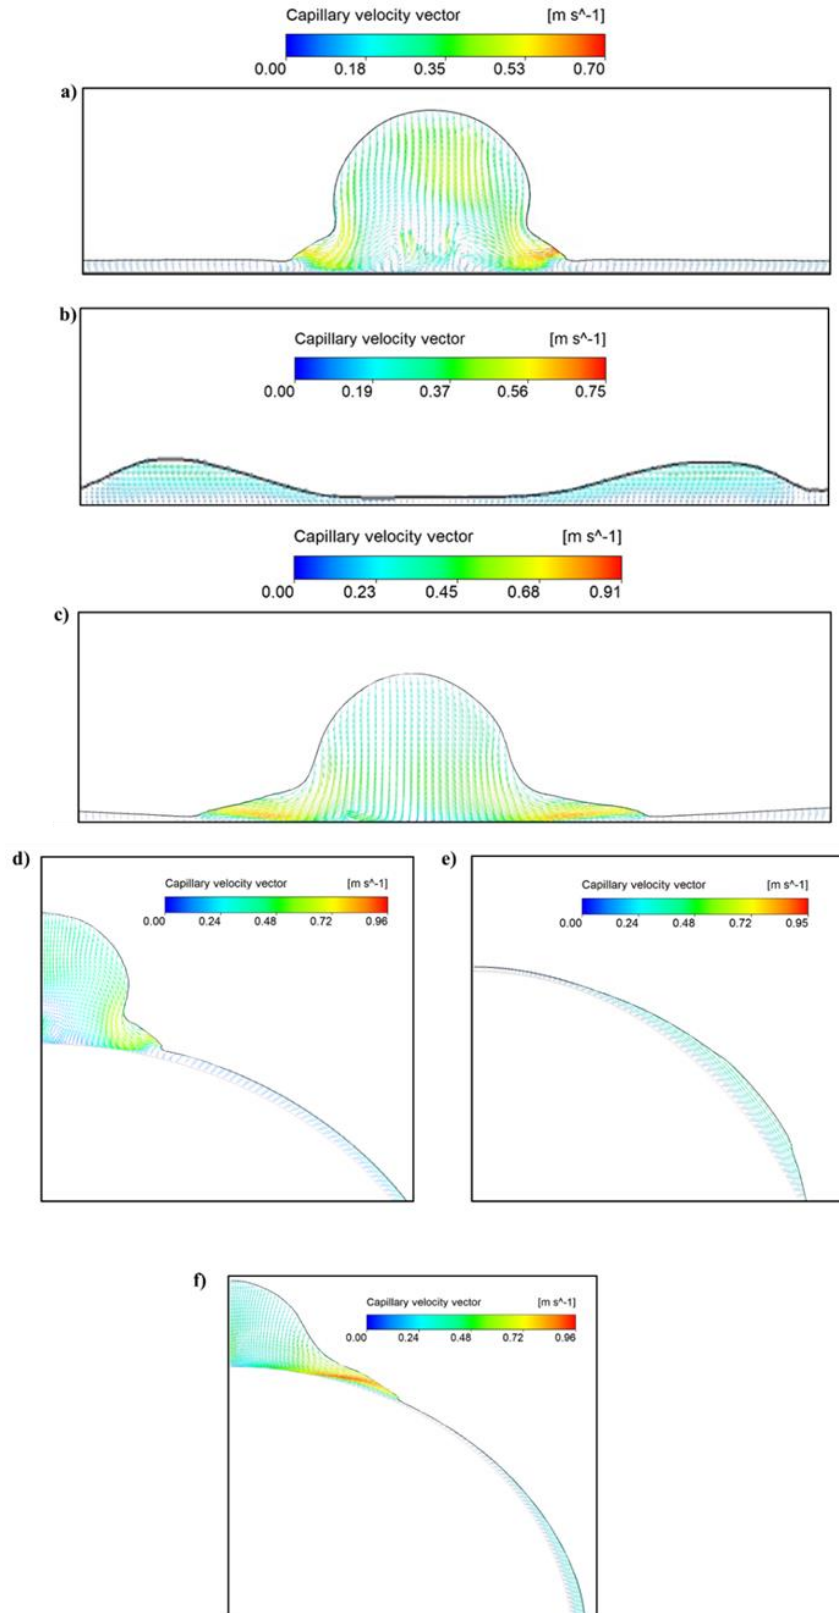 Capillary velocity vector [m s^-1]
0.00 0.18 0.35 0.53 0.70
a)
b)
Capillary velocity vector [m s^-1]
0.00 0.19 0.37 0.56 0.75
Capillary velocity vector [m s^-1]
0.00 0.23 0.45 0.68 0.91
c)
d)
Capillary velocity vector [m s^-1]
0.00 0.24 0.48 0.72 0.96
e)
Capillary velocity vector [m s^-1]
0.00 0.24 0.48 0.72 0.95
f)
Capillary velocity vector [m s^-1]
0.00 0.24 0.48 0.72 0.96